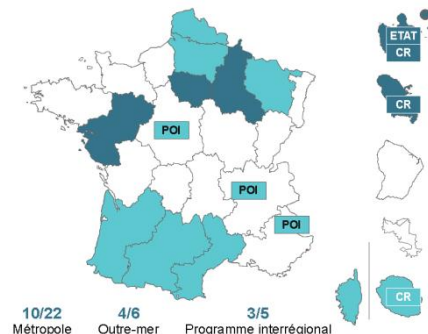 ETAT
CR
CR
POI
POI
POI
CR
10/22 4/6 3/5
Métropole Outre-mer Programme interrégional